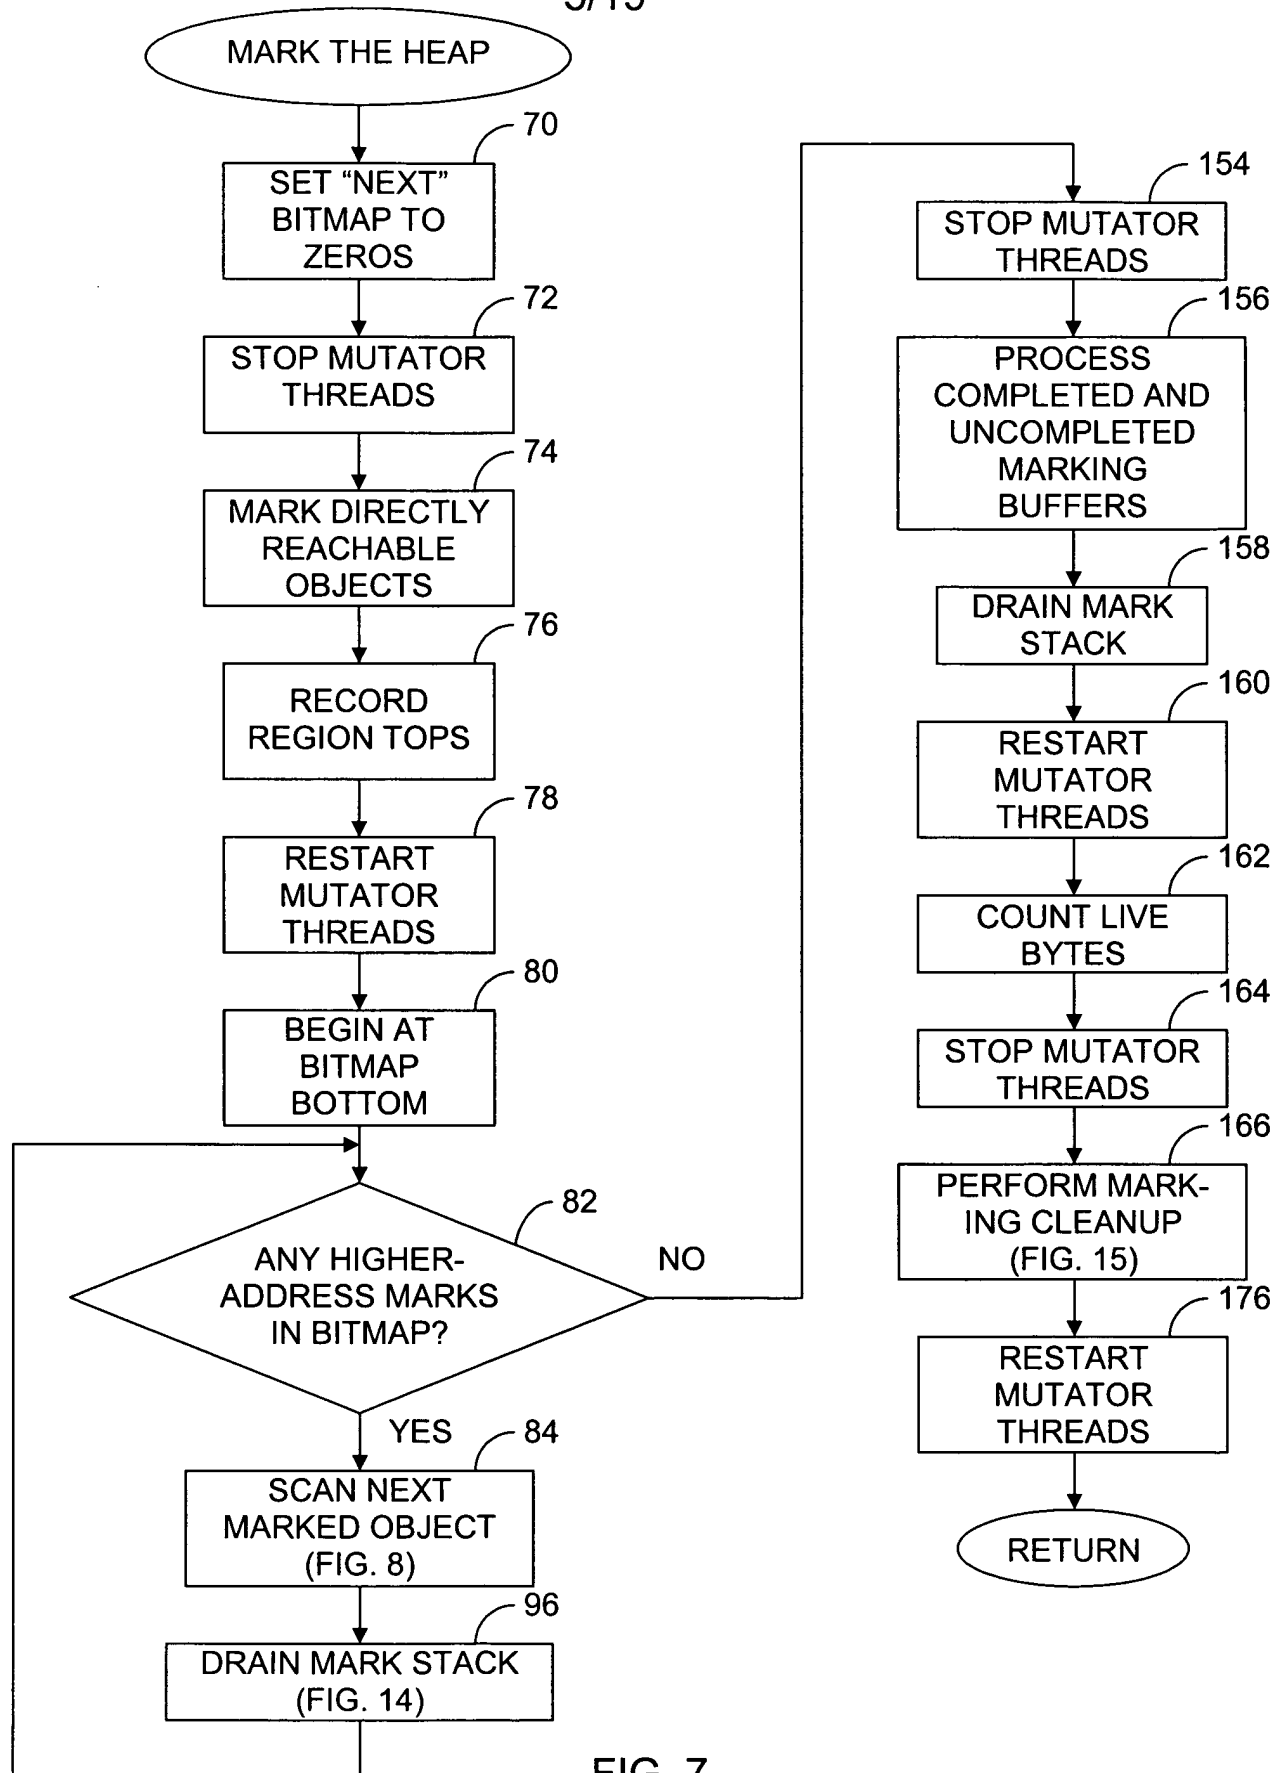 5/19
MARK THE HEAP
70
SET “NEXT”
BITMAP TO
ZEROS
72
STOP MUTATOR
THREADS
74
MARK DIRECTLY
REACHABLE
OBJECTS
76
RECORD
REGION TOPS
78
RESTART
MUTATOR
THREADS
80
BEGIN AT
BITMAP
BOTTOM
82
ANY HIGHER-
ADDRESS MARKS
IN BITMAP?
NO
YES
84
SCAN NEXT
MARKED OBJECT
(FIG. 8)
96
DRAIN MARK STACK
(FIG. 14)
154
STOP MUTATOR
THREADS
156
PROCESS
COMPLETED AND
UNCOMPLETED
MARKING
BUFFERS
158
DRAIN MARK
STACK
160
RESTART
MUTATOR
THREADS
162
COUNT LIVE
BYTES
164
STOP MUTATOR
THREADS
166
PERFORM MARK-
ING CLEANUP
(FIG. 15)
176
RESTART
MUTATOR
THREADS
RETURN
FIG. 7